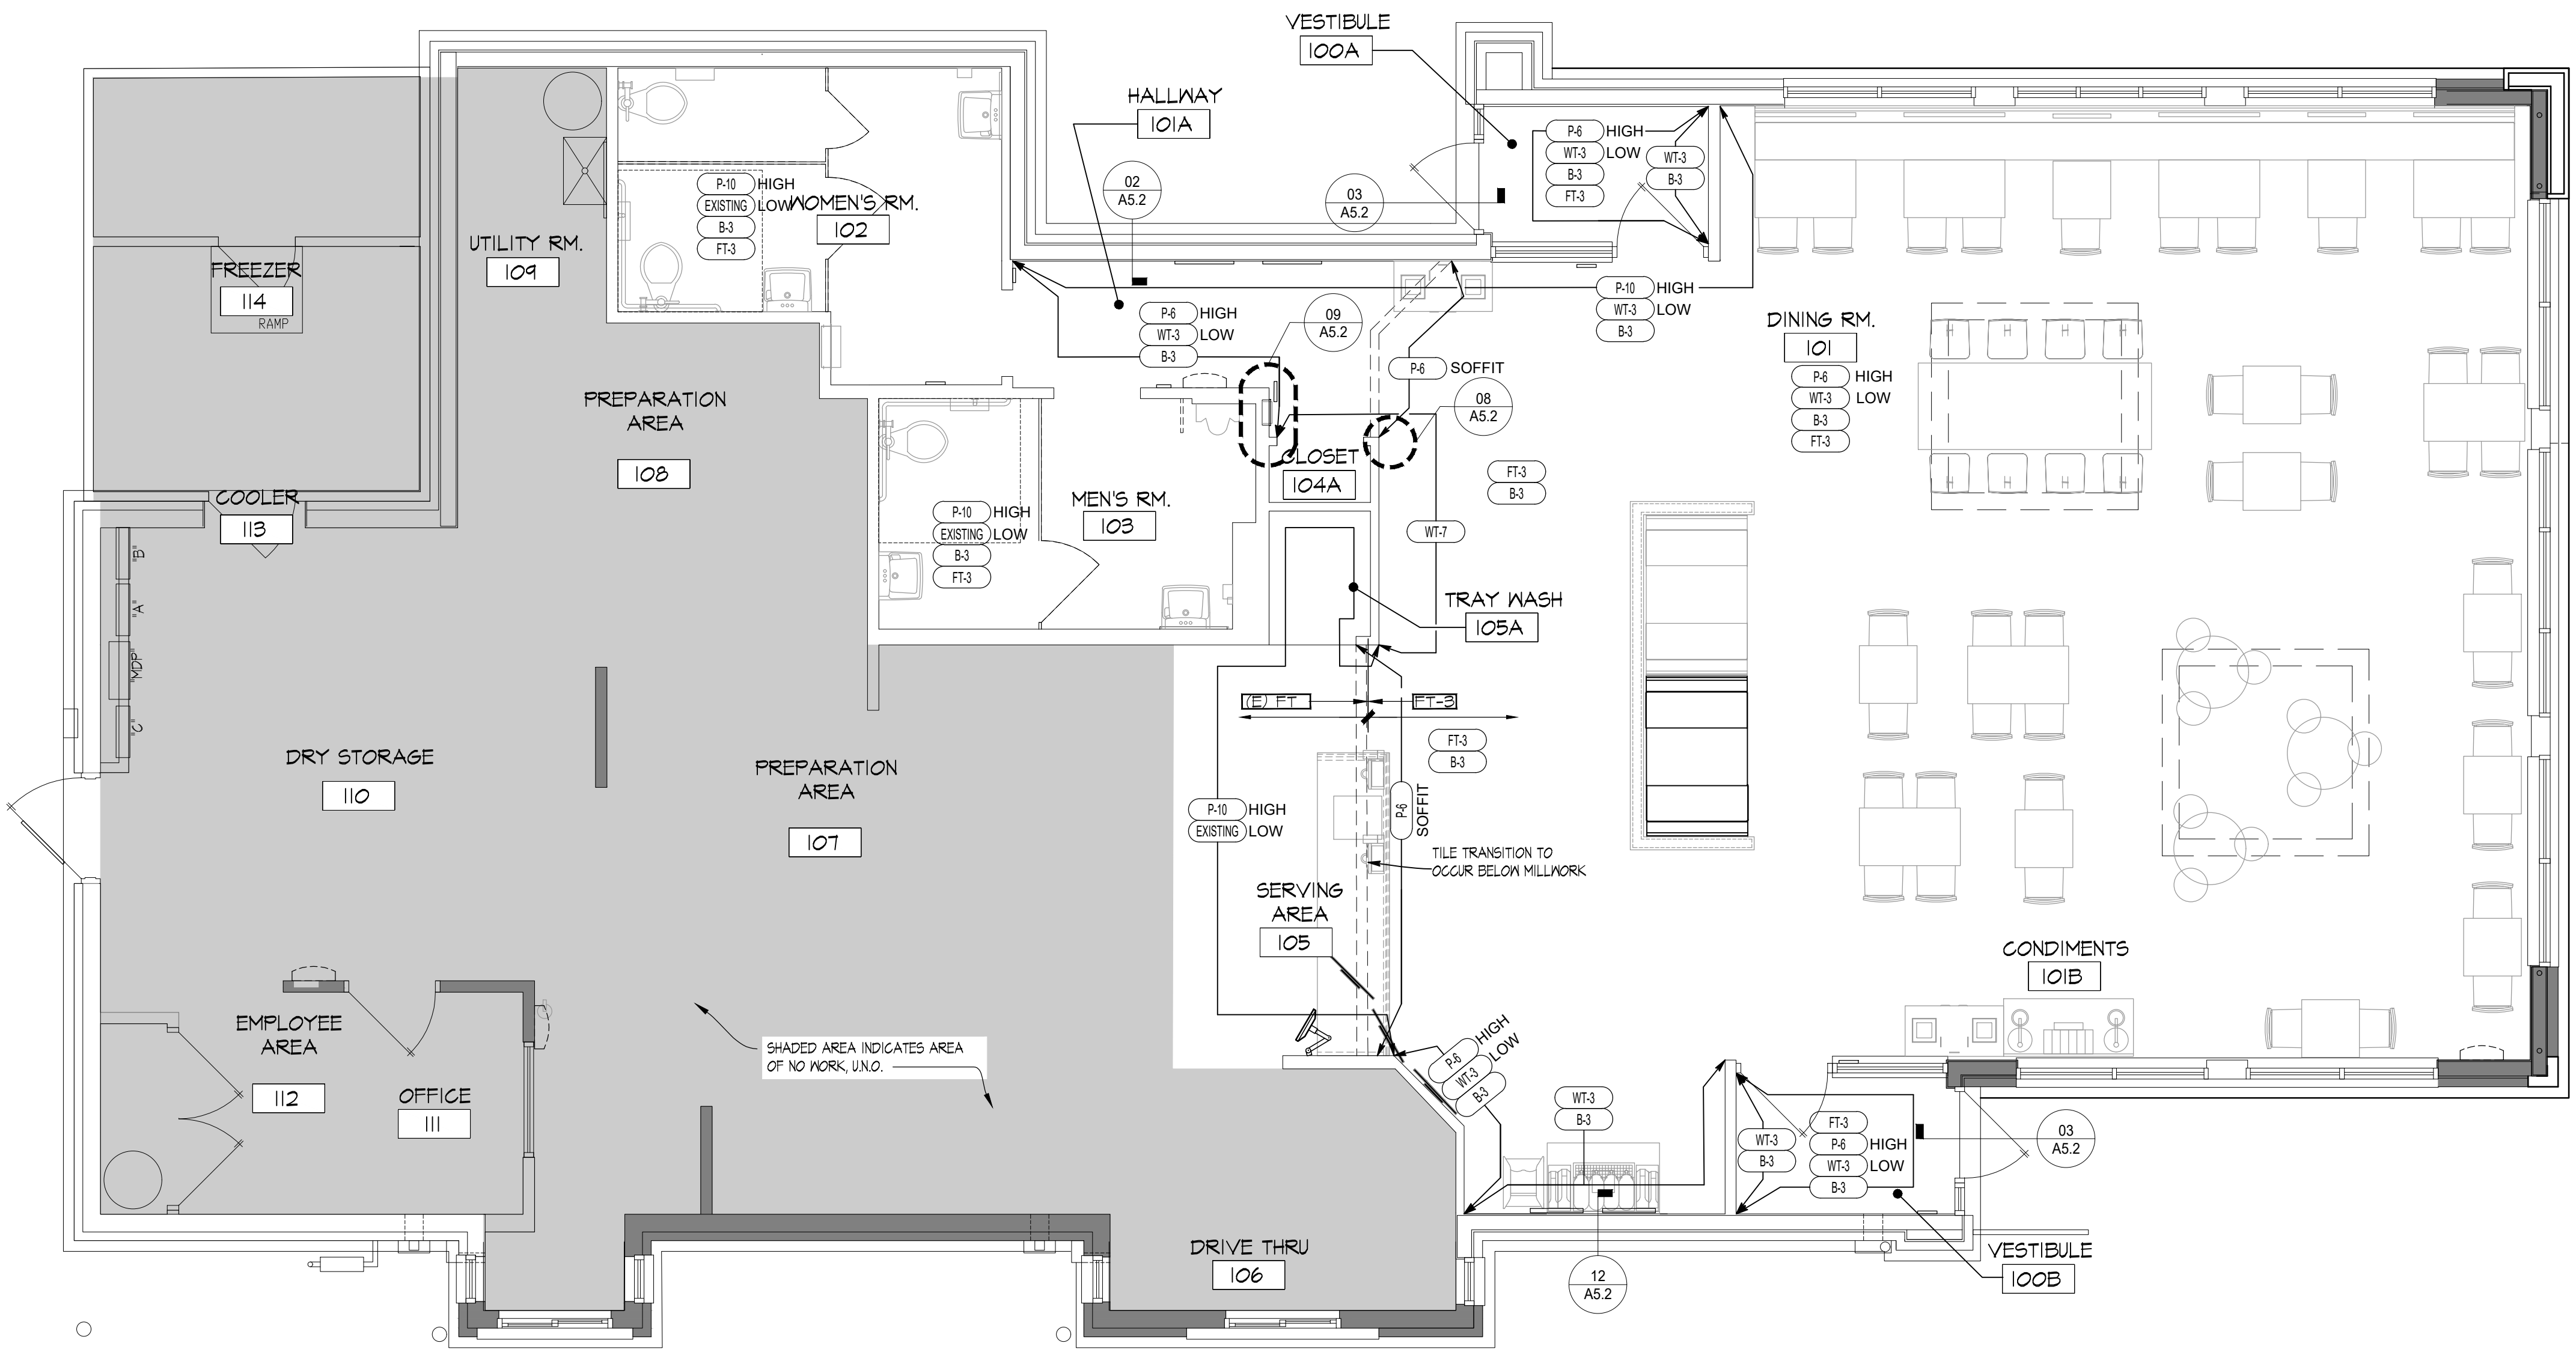 VESTIBULE
100A
HALLWAY
101A
02
A5.2
03
A5.2
P-6 HIGH
WT-3 LOW
B-3
FT-3
WT-3
B-3
P-10 HIGH
EXISTING LOW
B-3
FT-3
WOMEN'S RM.
102
UTILITY RM.
109
FREEZER
114
RAMP
P-6 HIGH
WT-3 LOW
B-3
09
A5.2
P-10 HIGH
WT-3 LOW
B-3
DINING RM.
101
P-6 HIGH
WT-3 LOW
B-3
FT-3
P-6 SOFFIT
08
A5.2
PREPARATION
AREA
108
CLOSET
104A
FT-3
B-3
COOLER
113
MEN'S RM.
103
P-10 HIGH
EXISTING LOW
B-3
FT-3
WT-7
"B"
"A"
"MDP"
"C"
TRAY WASH
105A
(E) FT
FT-3
FT-3
B-3
DRY STORAGE
110
PREPARATION
AREA
107
P-10 HIGH
EXISTING LOW
P-6
SOFFIT
TILE TRANSITION TO
OCCUR BELOW MILLWORK
SERVING
AREA
105
CONDIMENTS
101B
EMPLOYEE
AREA
112
OFFICE
111
SHADED AREA INDICATES AREA
OF NO WORK, U.N.O.
P-6 HIGH
WT-3 LOW
B-3
WT-3
B-3
WT-3
B-3
FT-3
P-6 HIGH
WT-3 LOW
B-3
03
A5.2
DRIVE THRU
106
12
A5.2
VESTIBULE
100B
H
H
H
H
H
H
H
H